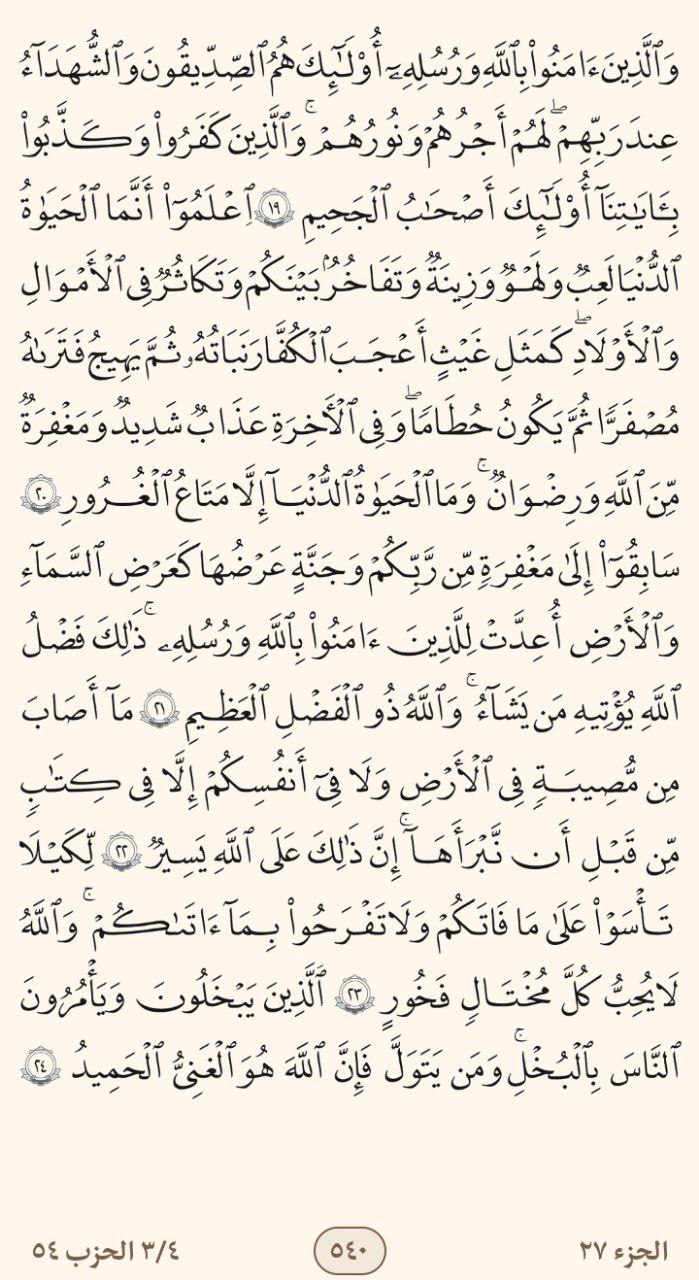 وَٱلَّذِينَ ءَامَنُوا۟ بِٱللَّهِ وَرُسُلِهِۦٓ أُو۟لَـٰٓئِكَ هُمُ ٱلصِّدِّيقُونَ وَٱلشُّهَدَآءُ
عِندَ رَبِّهِمْ ۖ لَهُمْ أَجْرُهُمْ وَنُورُهُمْ ۚ وَٱلَّذِينَ كَفَرُوا۟ وَكَذَّبُوا۟
بِـَٔايَـٰتِنَآ أُو۟لَـٰٓئِكَ أَصْحَـٰبُ ٱلْجَحِيمِ ١٩ ٱعْلَمُوٓا۟ أَنَّمَا ٱلْحَيَوٰةُ
ٱلدُّنْيَا لَعِبٌ وَلَهْوٌ وَزِينَةٌ وَتَفَاخُرٌۢ بَيْنَكُمْ وَتَكَاثُرٌ فِى ٱلْأَمْوَٰلِ
وَٱلْأَوْلَـٰدِ ۖ كَمَثَلِ غَيْثٍ أَعْجَبَ ٱلْكُفَّارَ نَبَاتُهُۥ ثُمَّ يَهِيجُ فَتَرَىٰهُ
مُصْفَرًّا ثُمَّ يَكُونُ حُطَـٰمًا ۖ وَفِى ٱلْـَٔاخِرَةِ عَذَابٌ شَدِيدٌ وَمَغْفِرَةٌ
مِّنَ ٱللَّهِ وَرِضْوَٰنٌ ۚ وَمَا ٱلْحَيَوٰةُ ٱلدُّنْيَآ إِلَّا مَتَـٰعُ ٱلْغُرُورِ ٢٠
سَابِقُوٓا۟ إِلَىٰ مَغْفِرَةٍ مِّن رَّبِّكُمْ وَجَنَّةٍ عَرْضُهَا كَعَرْضِ ٱلسَّمَآءِ
وَٱلْأَرْضِ أُعِدَّتْ لِلَّذِينَ ءَامَنُوا۟ بِٱللَّهِ وَرُسُلِهِۦ ۚ ذَٰلِكَ فَضْلُ
ٱللَّهِ يُؤْتِيهِ مَن يَشَآءُ ۚ وَٱللَّهُ ذُو ٱلْفَضْلِ ٱلْعَظِيمِ ٢١ مَآ أَصَابَ
مِن مُّصِيبَةٍ فِى ٱلْأَرْضِ وَلَا فِىٓ أَنفُسِكُمْ إِلَّا فِى كِتَـٰبٍ
مِّن قَبْلِ أَن نَّبْرَأَهَآ ۚ إِنَّ ذَٰلِكَ عَلَى ٱللَّهِ يَسِيرٌ ٢٢ لِّكَيْلَا
تَأْسَوْا۟ عَلَىٰ مَا فَاتَكُمْ وَلَا تَفْرَحُوا۟ بِمَآ ءَاتَىٰكُمْ ۗ وَٱللَّهُ
لَا يُحِبُّ كُلَّ مُخْتَالٍ فَخُورٍ ٢٣ ٱلَّذِينَ يَبْخَلُونَ وَيَأْمُرُونَ
ٱلنَّاسَ بِٱلْبُخْلِ ۗ وَمَن يَتَوَلَّ فَإِنَّ ٱللَّهَ هُوَ ٱلْغَنِىُّ ٱلْحَمِيدُ ٢٤
الجزء ٢٧ ٥٤٠ ٣/٤ الحزب ٥٤